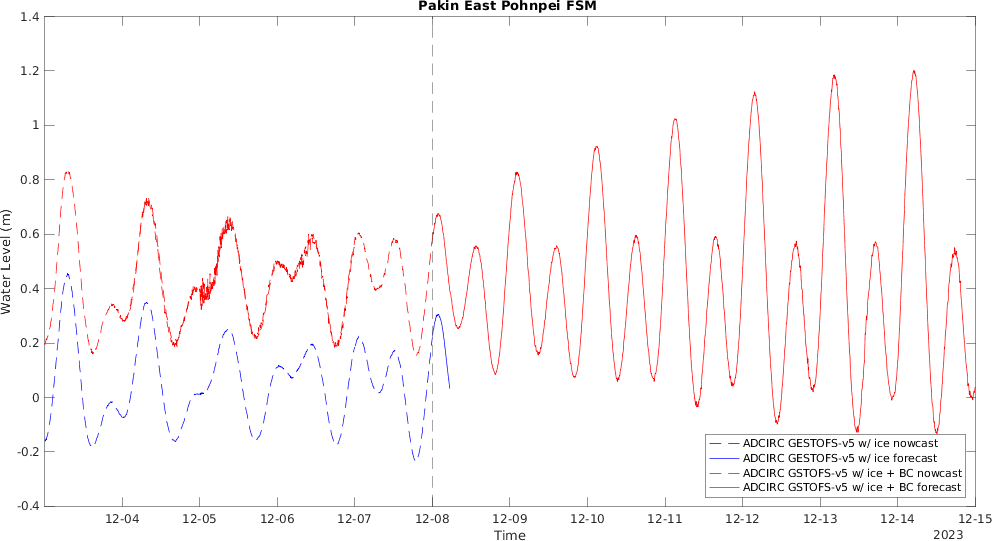 Pakin East Pohnpei FSM
1.4
1.2
1
0.8
0.6
0.4
0.2
0
-0.2
-0.4
Water Level (m)
12-04 12-05 12-06 12-07 12-08 12-09 12-10 12-11 12-12 12-13 12-14 12-15
Time
2023
ADCIRC GESTOFS-v5 w/ ice nowcast
ADCIRC GESTOFS-v5 w/ ice forecast
ADCIRC GSTOFS-v5 w/ ice + BC nowcast
ADCIRC GSTOFS-v5 w/ ice + BC forecast